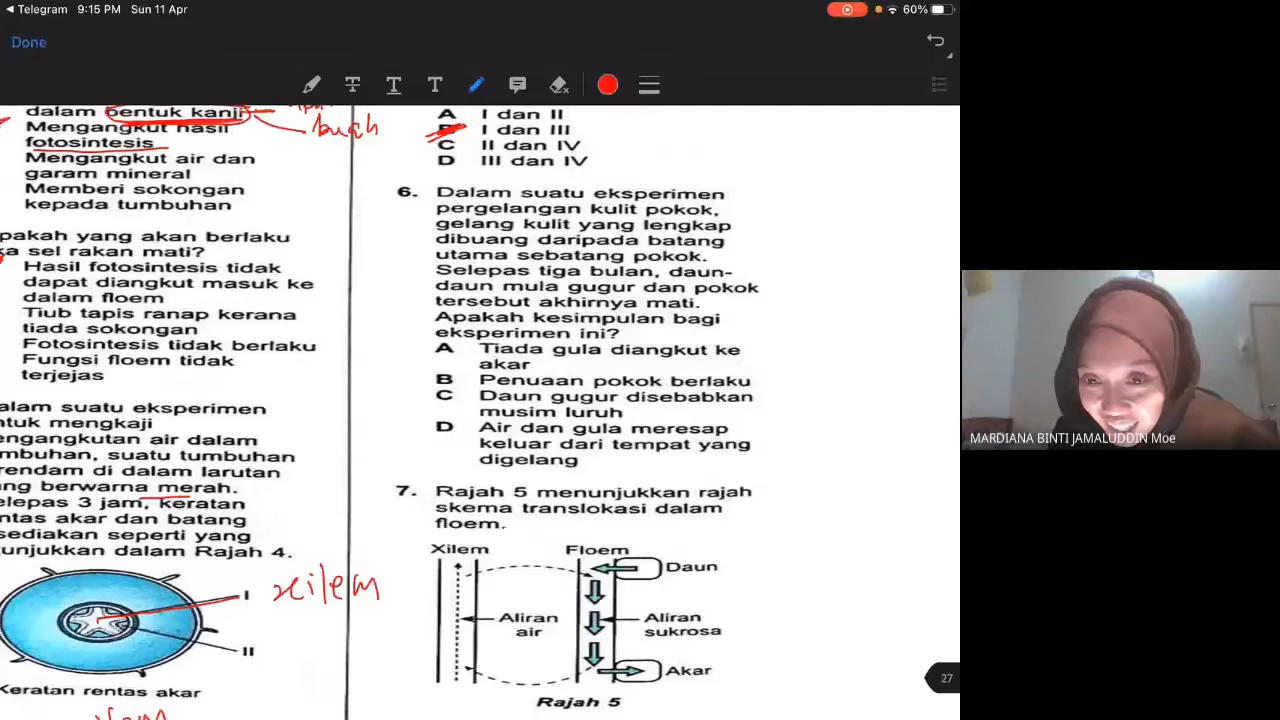 Telegram 9:15 PM Sun 11 Apr
60%
Done
dalam bentuk kanji
buah
Mengangkut hasil
fotosintesis
Mengangkut air dan
garam mineral
Memberi sokongan
kepada tumbuhan
pakah yang akan berlaku
ka sel rakan mati?
Hasil fotosintesis tidak
dapat diangkut masuk ke
dalam floem
Tiub tapis ranap kerana
tiada sokongan
Fotosintesis tidak berlaku
Fungsi floem tidak
terjejas
alam suatu eksperimen
ntuk mengkaji
engangkutan air dalam
mbuhan, suatu tumbuhan
rendam di dalam larutan
ng berwarna merah.
elepas 3 jam, keratan
ntas akar dan batang
sediakan seperti yang
tunjukkan dalam Rajah 4.
I
xilem
II
Keratan rentas akar
A I dan II
B I dan III
C II dan IV
D III dan IV
6. Dalam suatu eksperimen
pergelangan kulit pokok,
gelang kulit yang lengkap
dibuang daripada batang
utama sebatang pokok.
Selepas tiga bulan, daun-
daun mula gugur dan pokok
tersebut akhirnya mati.
Apakah kesimpulan bagi
eksperimen ini?
A Tiada gula diangkut ke
akar
B Penuaan pokok berlaku
C Daun gugur disebabkan
musim luruh
D Air dan gula meresap
keluar dari tempat yang
digelang
7. Rajah 5 menunjukkan rajah
skema translokasi dalam
floem.
Xilem Floem
Daun
Aliran
air
Aliran
sukrosa
Akar
Rajah 5
27
MARDIANA BINTI JAMALUDDIN Moe